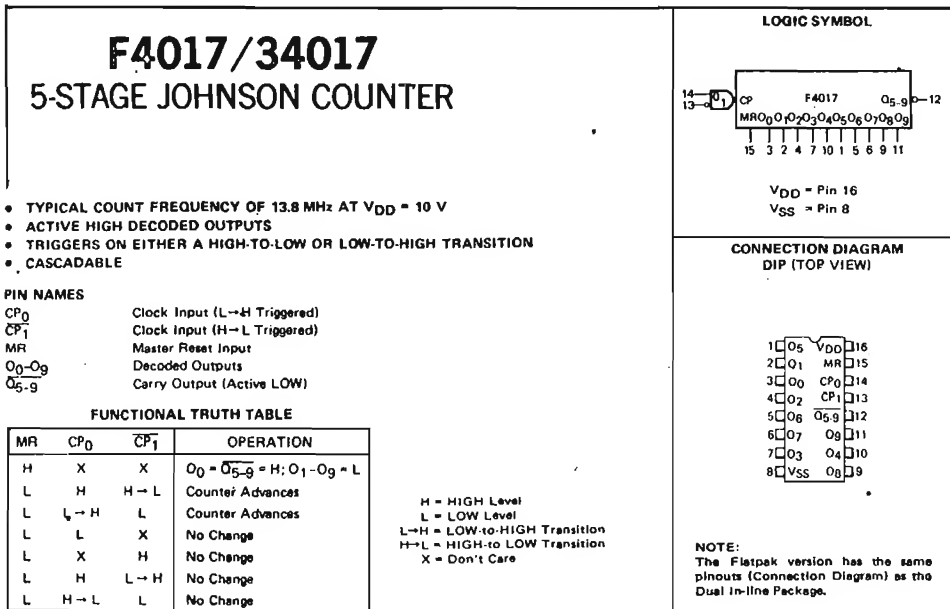 F4017/34017
5-STAGE JOHNSON COUNTER
• TYPICAL COUNT FREQUENCY OF 13.8 MHz AT VDD = 10 V
• ACTIVE HIGH DECODED OUTPUTS
• TRIGGERS ON EITHER A HIGH-TO-LOW OR LOW-TO-HIGH TRANSITION
• CASCADABLE
PIN NAMES
CP0 Clock Input (L→H Triggered)
C̅P̅1̅ Clock Input (H→L Triggered)
MR Master Reset Input
O0-O9 Decoded Outputs
Q̅5̅-̅9̅ Carry Output (Active LOW)
FUNCTIONAL TRUTH TABLE
MR CP0 C̅P̅1̅ OPERATION
H X X O0 = Q̅5̅-̅9̅ = H; O1-O9 = L
L H H→L Counter Advances
L L→H L Counter Advances
L L X No Change
L X H No Change
L H L→H No Change
L H→L L No Change
H = HIGH Level
L = LOW Level
L→H = LOW-to-HIGH Transition
H→L = HIGH-to LOW Transition
X = Don't Care
LOGIC SYMBOL
14
13
1
CP F4017 Q5-9 12
MR O0 O1 O2 O3 O4 O5 O6 O7 O8 O9
15 3 2 4 7 10 1 5 6 9 11
VDD = Pin 16
VSS = Pin 8
CONNECTION DIAGRAM
DIP (TOP VIEW)
1 O5 VDD 16
2 O1 MR 15
3 O0 CP0 14
4 O2 C̅P̅1̅ 13
5 O6 Q̅5̅-̅9̅ 12
6 O7 O9 11
7 O3 O4 10
8 VSS O8 9
NOTE:
The Flatpak version has the same
pinouts (Connection Diagram) as the
Dual In-line Package.